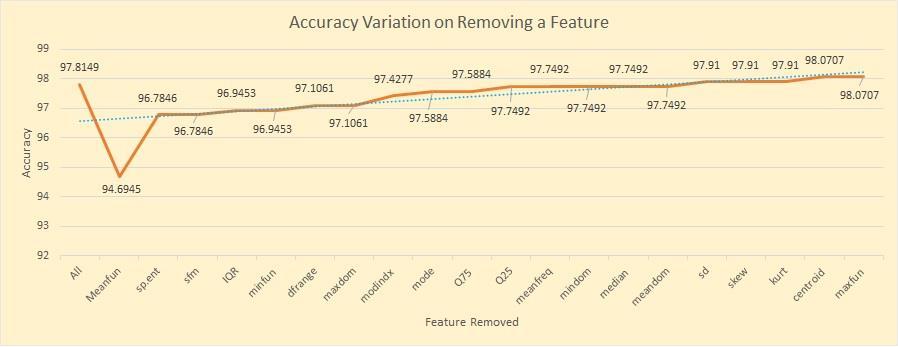 Accuracy Variation on Removing a Feature
99
98
97
96
95
94
93
92
Accuracy
97.8149
94.6945
96.7846
96.7846
96.9453
96.9453
97.1061
97.1061
97.4277
97.5884
97.5884
97.7492
97.7492
97.7492
97.7492
97.7492
97.91
97.91
97.91
98.0707
98.0707
All
Meanfun
sp.ent
sfm
IQR
minfun
dfrange
maxdom
modindx
mode
Q75
Q25
meanfreq
mindom
median
meandom
sd
skew
kurt
centroid
maxfun
Feature Removed